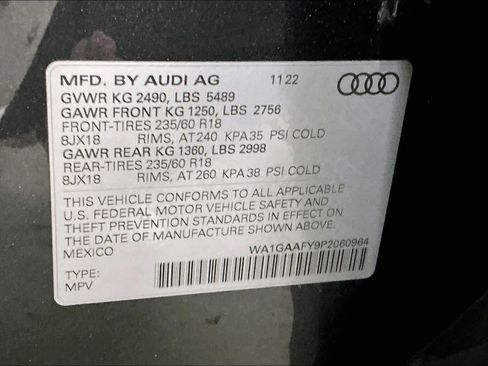 MFD. BY AUDI AG 11 22
GVWR KG 2490, LBS 5489
GAWR FRONT KG 1250, LBS 2756
FRONT-TIRES 235/60 R18
8JX18 RIMS, AT 240 KPA 35 PSI COLD
GAWR REAR KG 1360, LBS 2998
REAR-TIRES 235/60 R18
8JX18 RIMS, AT 260 KPA 38 PSI COLD
THIS VEHICLE CONFORMS TO ALL APPLICABLE
U.S. FEDERAL MOTOR VEHICLE SAFETY AND
THEFT PREVENTION STANDARDS IN EFFECT ON
THE DATE OF MANUFACTURE SHOWN ABOVE.
MEXICO WA1GAAFY9P2060964
TYPE:
MPV